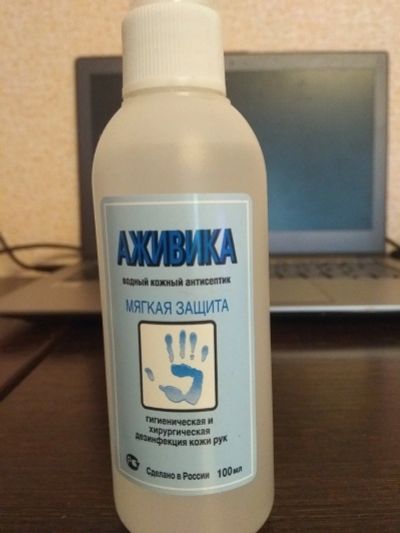 АЖИВИКА
водный кожный антисептик
МЯГКАЯ ЗАЩИТА
гигиеническая и
хирургическая
дезинфекция кожи рук
Сделано в России 100мл